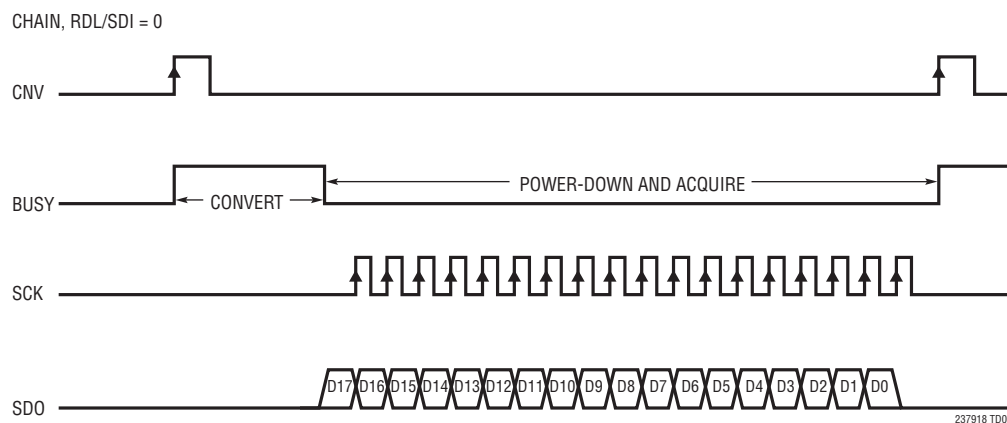 CHAIN, RDL/SDI = 0
CNV
BUSY
CONVERT
POWER-DOWN AND ACQUIRE
SCK
SDO
D17 D16 D15 D14 D13 D12 D11 D10 D9 D8 D7 D6 D5 D4 D3 D2 D1 D0
237918 TD0